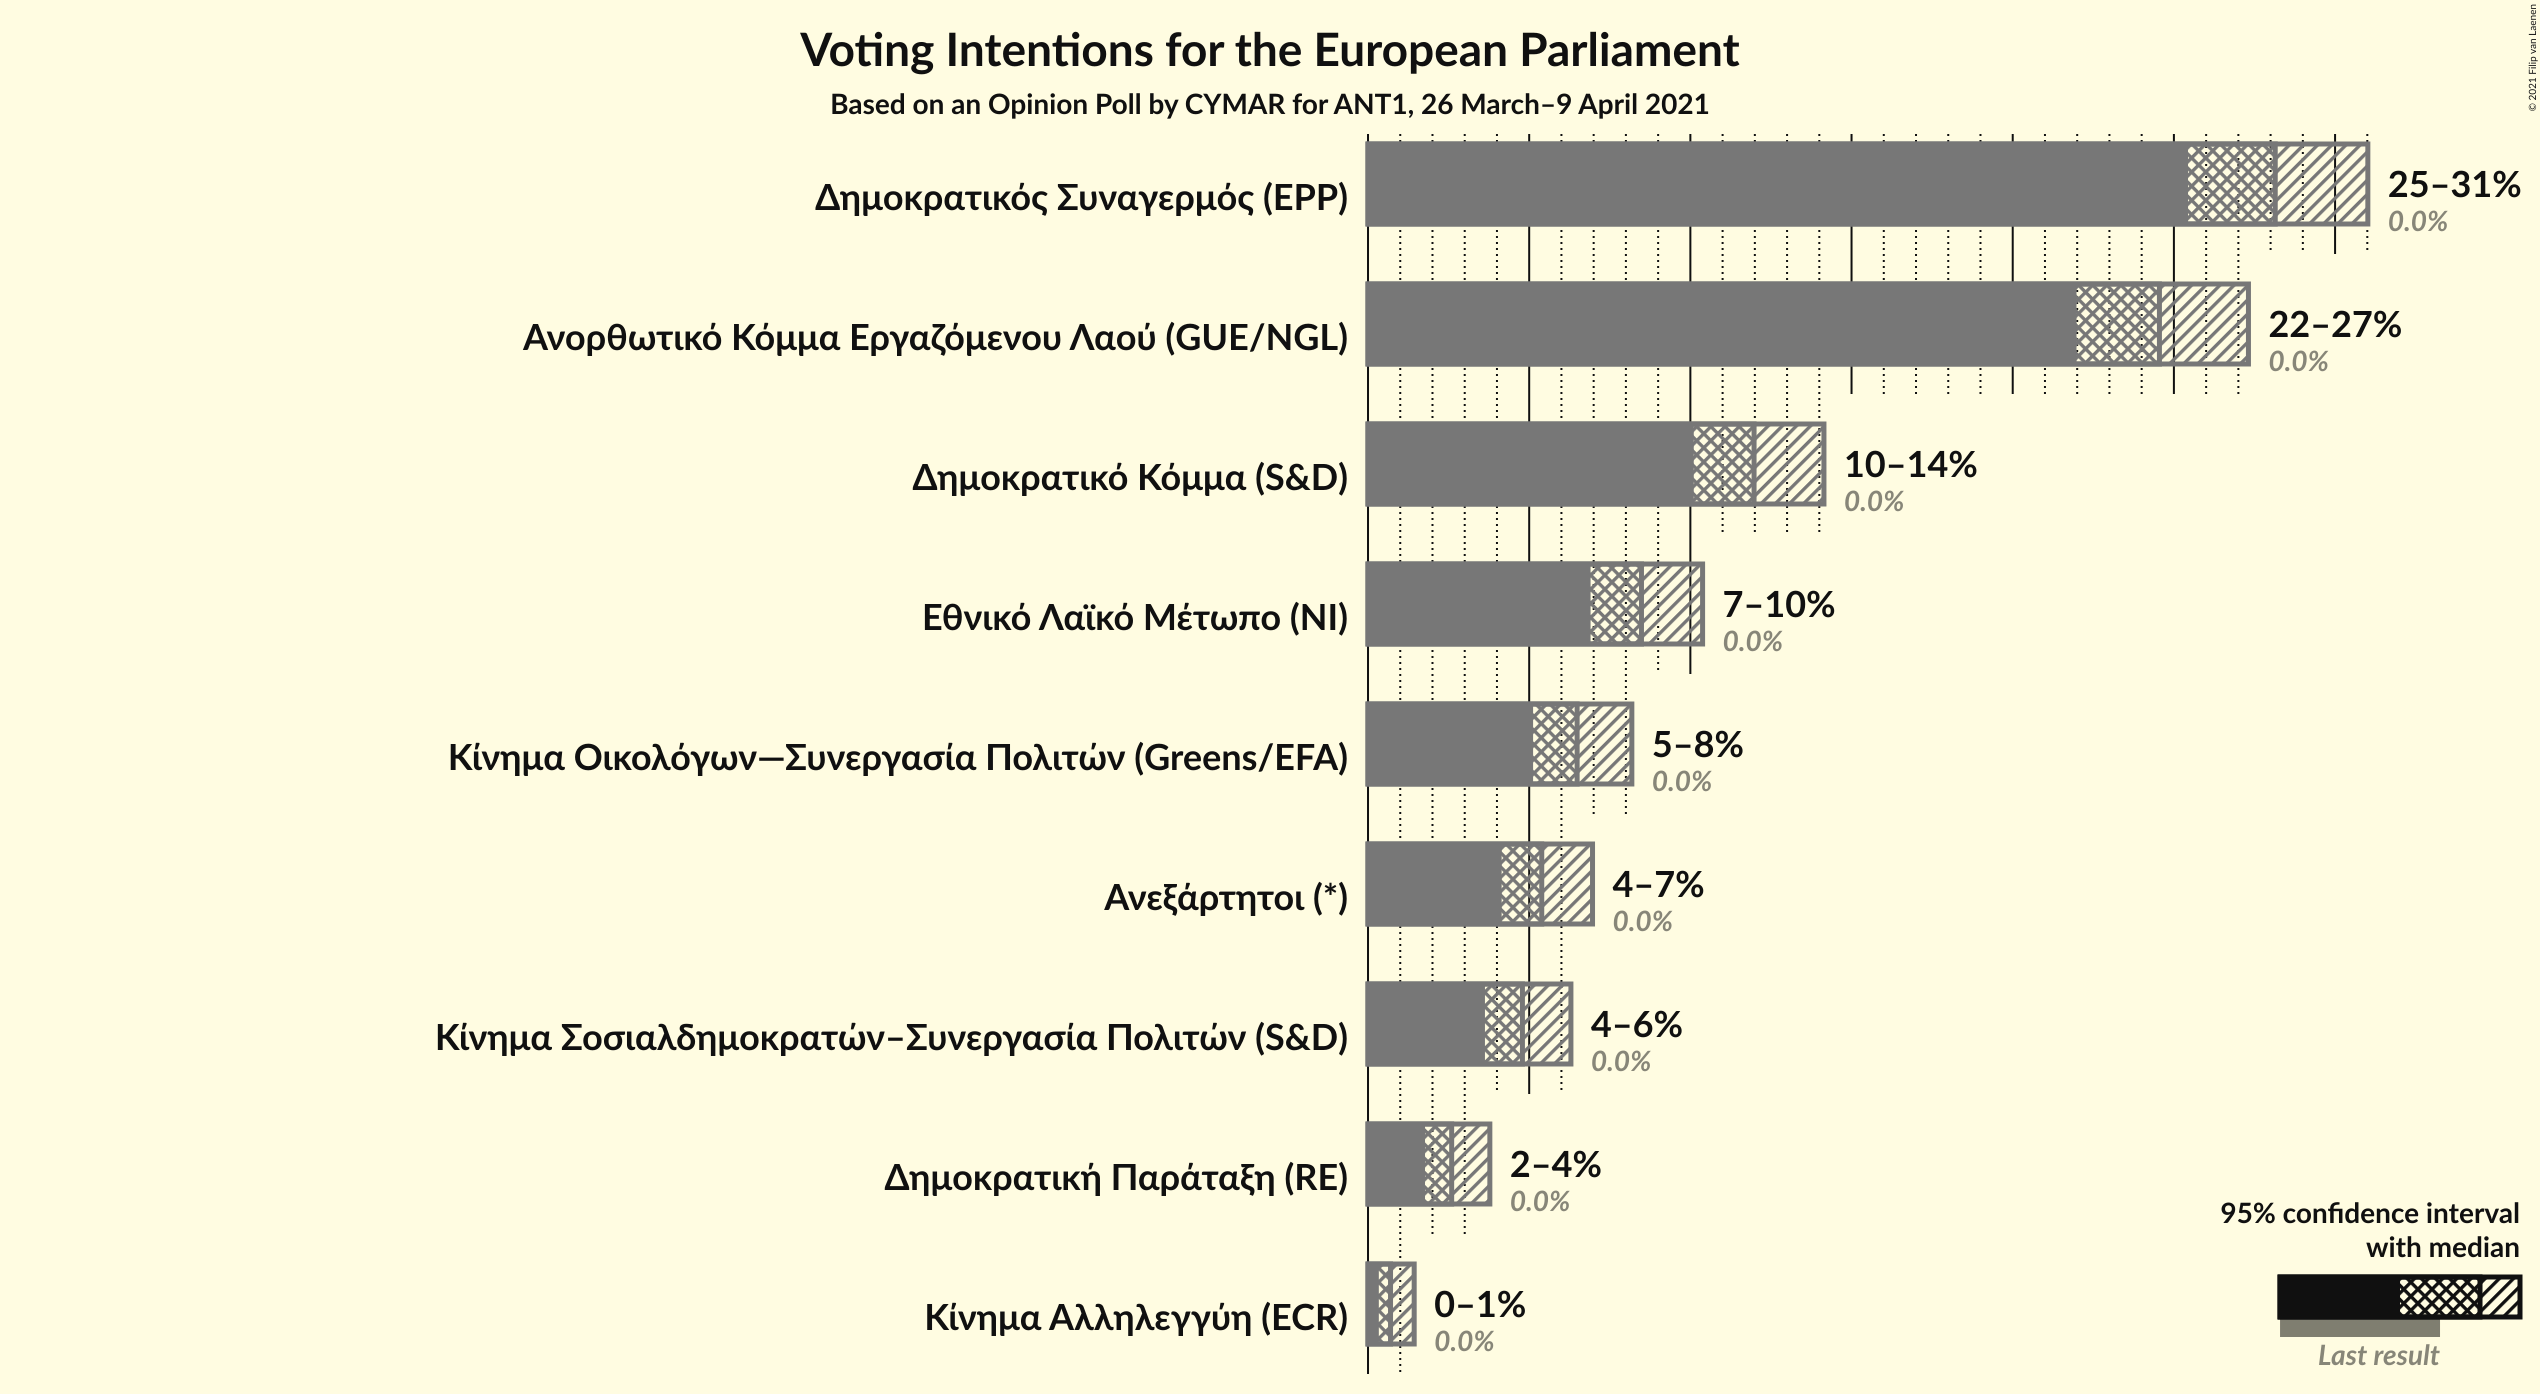 Voting Intentions for the European Parliament
Based on an Opinion Poll by CYMAR for ANT1, 26 March–9 April 2021
© 2021 Filip van Laenen
Δημοκρατικός Συναγερμός (EPP)
25–31%
0.0%
Ανορθωτικό Κόμμα Εργαζόμενου Λαού (GUE/NGL)
22–27%
0.0%
Δημοκρατικό Κόμμα (S&D)
10–14%
0.0%
Εθνικό Λαϊκό Μέτωπο (NI)
7–10%
0.0%
Κίνημα Οικολόγων—Συνεργασία Πολιτών (Greens/EFA)
5–8%
0.0%
Ανεξάρτητοι (*)
4–7%
0.0%
Κίνημα Σοσιαλδημοκρατών–Συνεργασία Πολιτών (S&D)
4–6%
0.0%
Δημοκρατική Παράταξη (RE)
2–4%
0.0%
Κίνημα Αλληλεγγύη (ECR)
0–1%
0.0%
95% confidence interval
with median
Last result